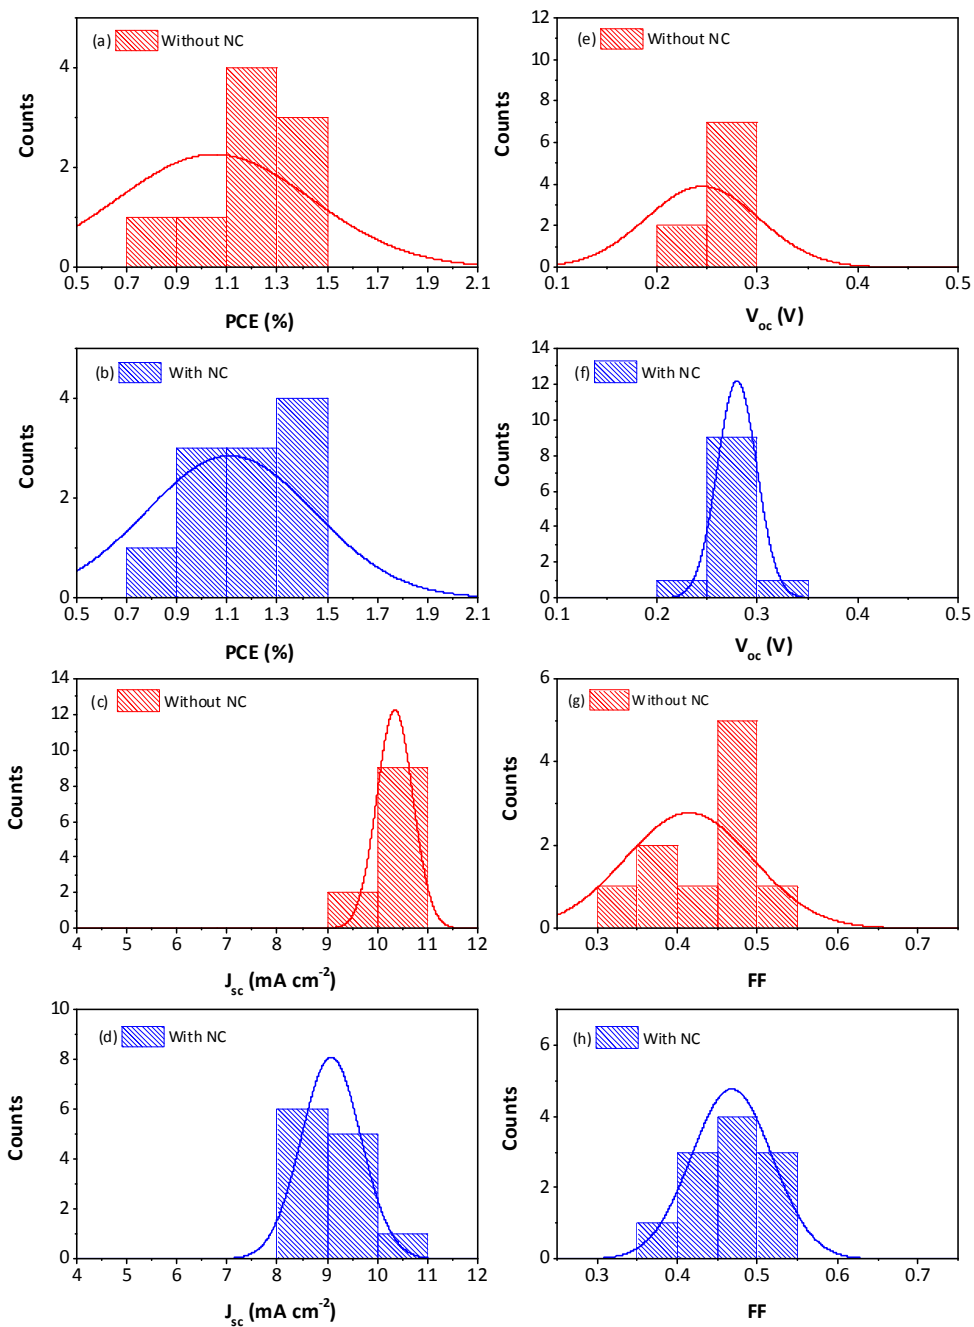 (a) Without NC
Counts
4
2
0
0.5 0.7 0.9 1.1 1.3 1.5 1.7 1.9 2.1
PCE (%)
(e) Without NC
Counts
12
10
8
6
4
2
0
0.1 0.2 0.3 0.4 0.5
V_oc (V)
(b) With NC
Counts
4
2
0
0.5 0.7 0.9 1.1 1.3 1.5 1.7 1.9 2.1
PCE (%)
(f) With NC
Counts
14
12
10
8
6
4
2
0
0.1 0.2 0.3 0.4 0.5
V_oc (V)
(c) Without NC
Counts
14
12
10
8
6
4
2
0
4 5 6 7 8 9 10 11 12
J_sc (mA cm⁻²)
(g) Without NC
Counts
6
4
2
0
0.3 0.4 0.5 0.6 0.7
FF
(d) With NC
Counts
10
8
6
4
2
0
4 5 6 7 8 9 10 11 12
J_sc (mA cm⁻²)
(h) With NC
Counts
6
4
2
0
0.3 0.4 0.5 0.6 0.7
FF